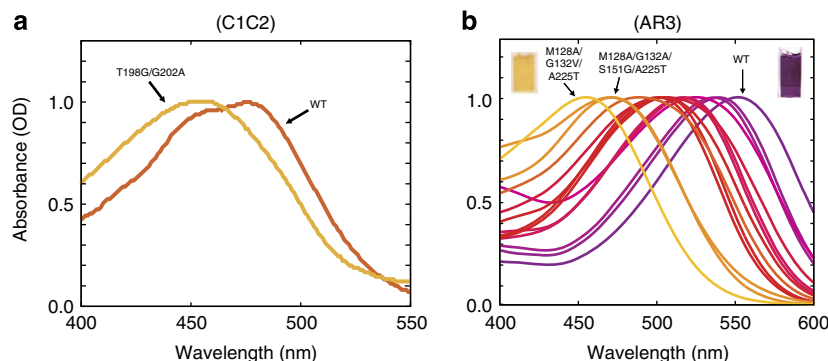 a
(C1C2)
T198G/G202A
WT
Absorbance (OD)
1.0
0.5
0.0
400
450
500
550
Wavelength (nm)
b
(AR3)
M128A/
G132V/
A225T
M128A/G132A/
S151G/A225T
WT
1.0
0.5
0.0
400
450
500
550
600
Wavelength (nm)